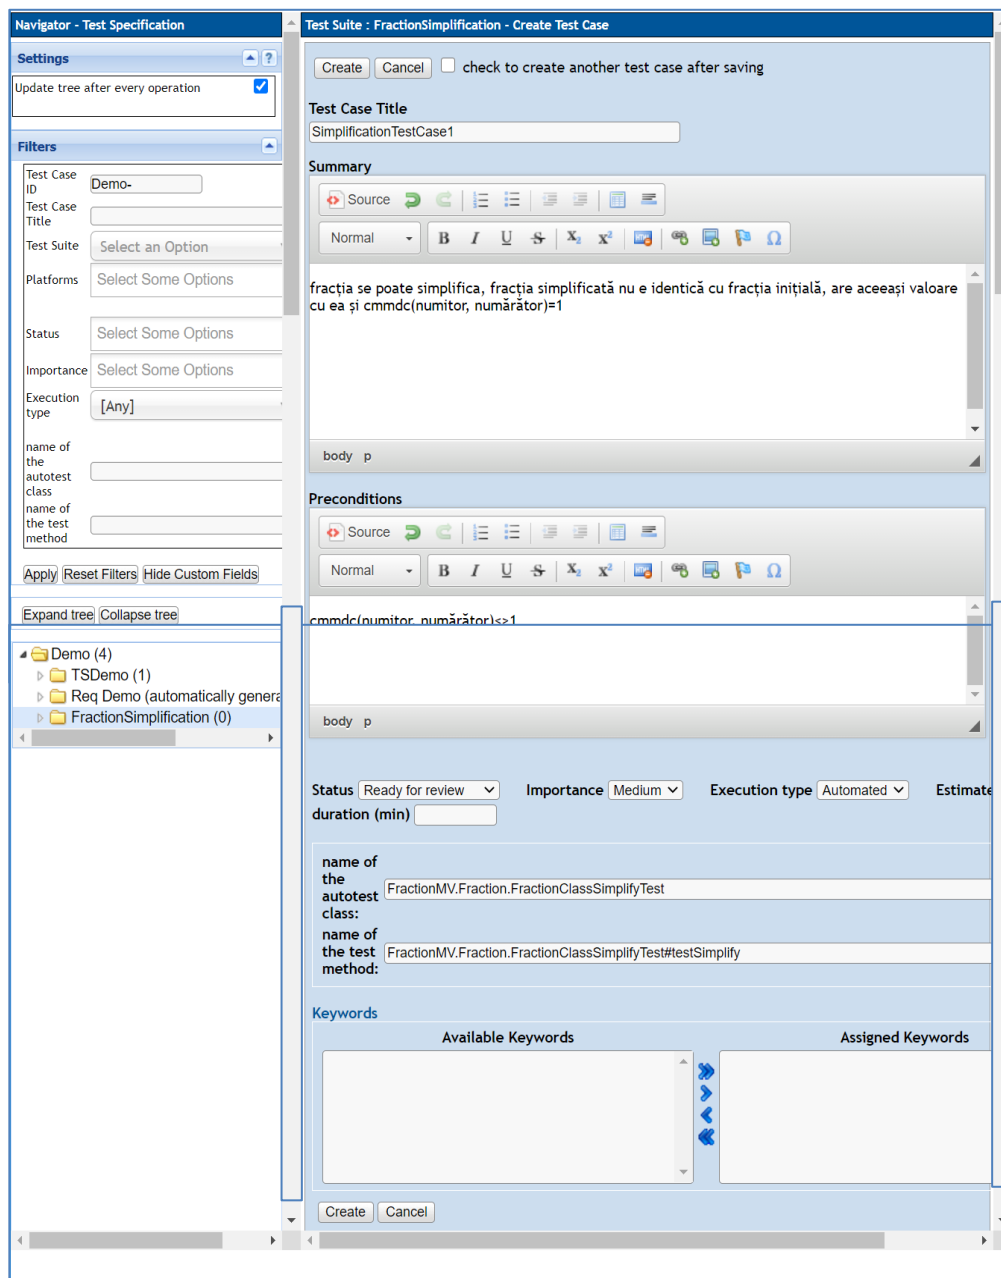 Navigator - Test Specification
Settings
?
Update tree after every operation
Filters
Test Case
ID
Demo-
Test Case
Title
Test Suite
Select an Option
Platforms
Select Some Options
Status
Select Some Options
Importance
Select Some Options
Execution
type
[Any]
name of
the
autotest
class
name of
the test
method
Apply Reset Filters Hide Custom Fields
Expand tree Collapse tree
Demo (4)
TSDemo (1)
Req Demo (automatically genera
FractionSimplification (0)
Test Suite : FractionSimplification - Create Test Case
Create Cancel check to create another test case after saving
Test Case Title
SimplificationTestCase1
Summary
Source
Normal B I U S X₂ x² Ω
fracția se poate simplifica, fracția simplificată nu e identică cu fracția inițială, are aceeași valoare
cu ea și cmmdc(numitor, numărător)=1
body p
Preconditions
Source
Normal B I U S X₂ x² Ω
cmmdc(numitor, numărător)<>1
body p
Status Ready for review Importance Medium Execution type Automated Estimate
duration (min)
name of
the
autotest
class:
FractionMV.Fraction.FractionClassSimplifyTest
name of
the test
method:
FractionMV.Fraction.FractionClassSimplifyTest#testSimplify
Keywords
Available Keywords Assigned Keywords
Create Cancel